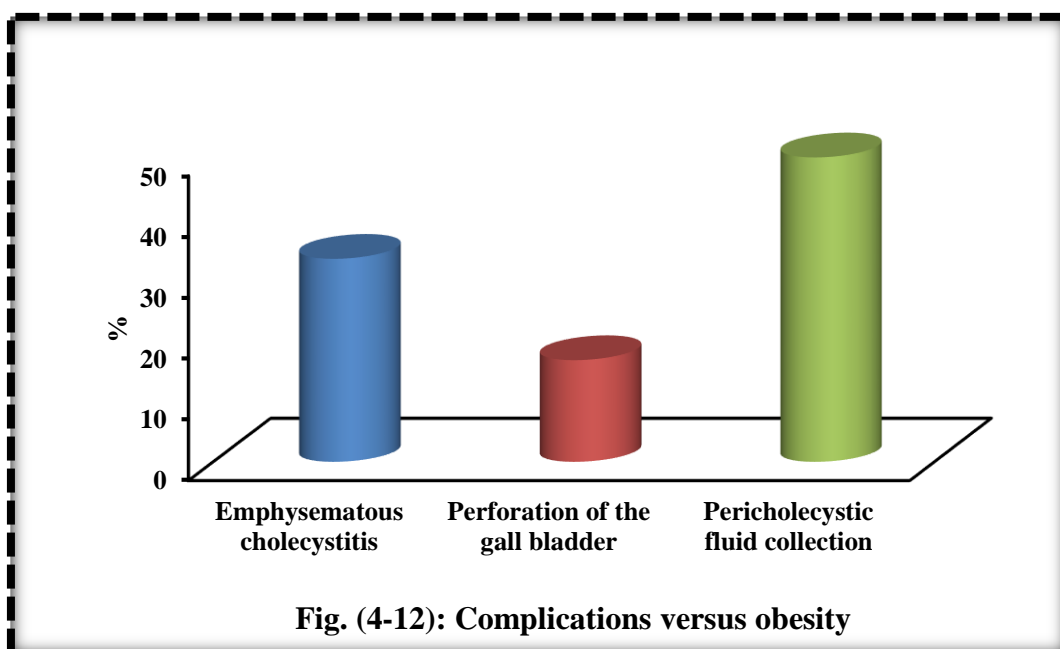 50
40
30
20
10
0
%
Emphysematous
cholecystitis
Perforation of the
gall bladder
Pericholecystic
fluid collection
Fig. (4-12): Complications versus obesity